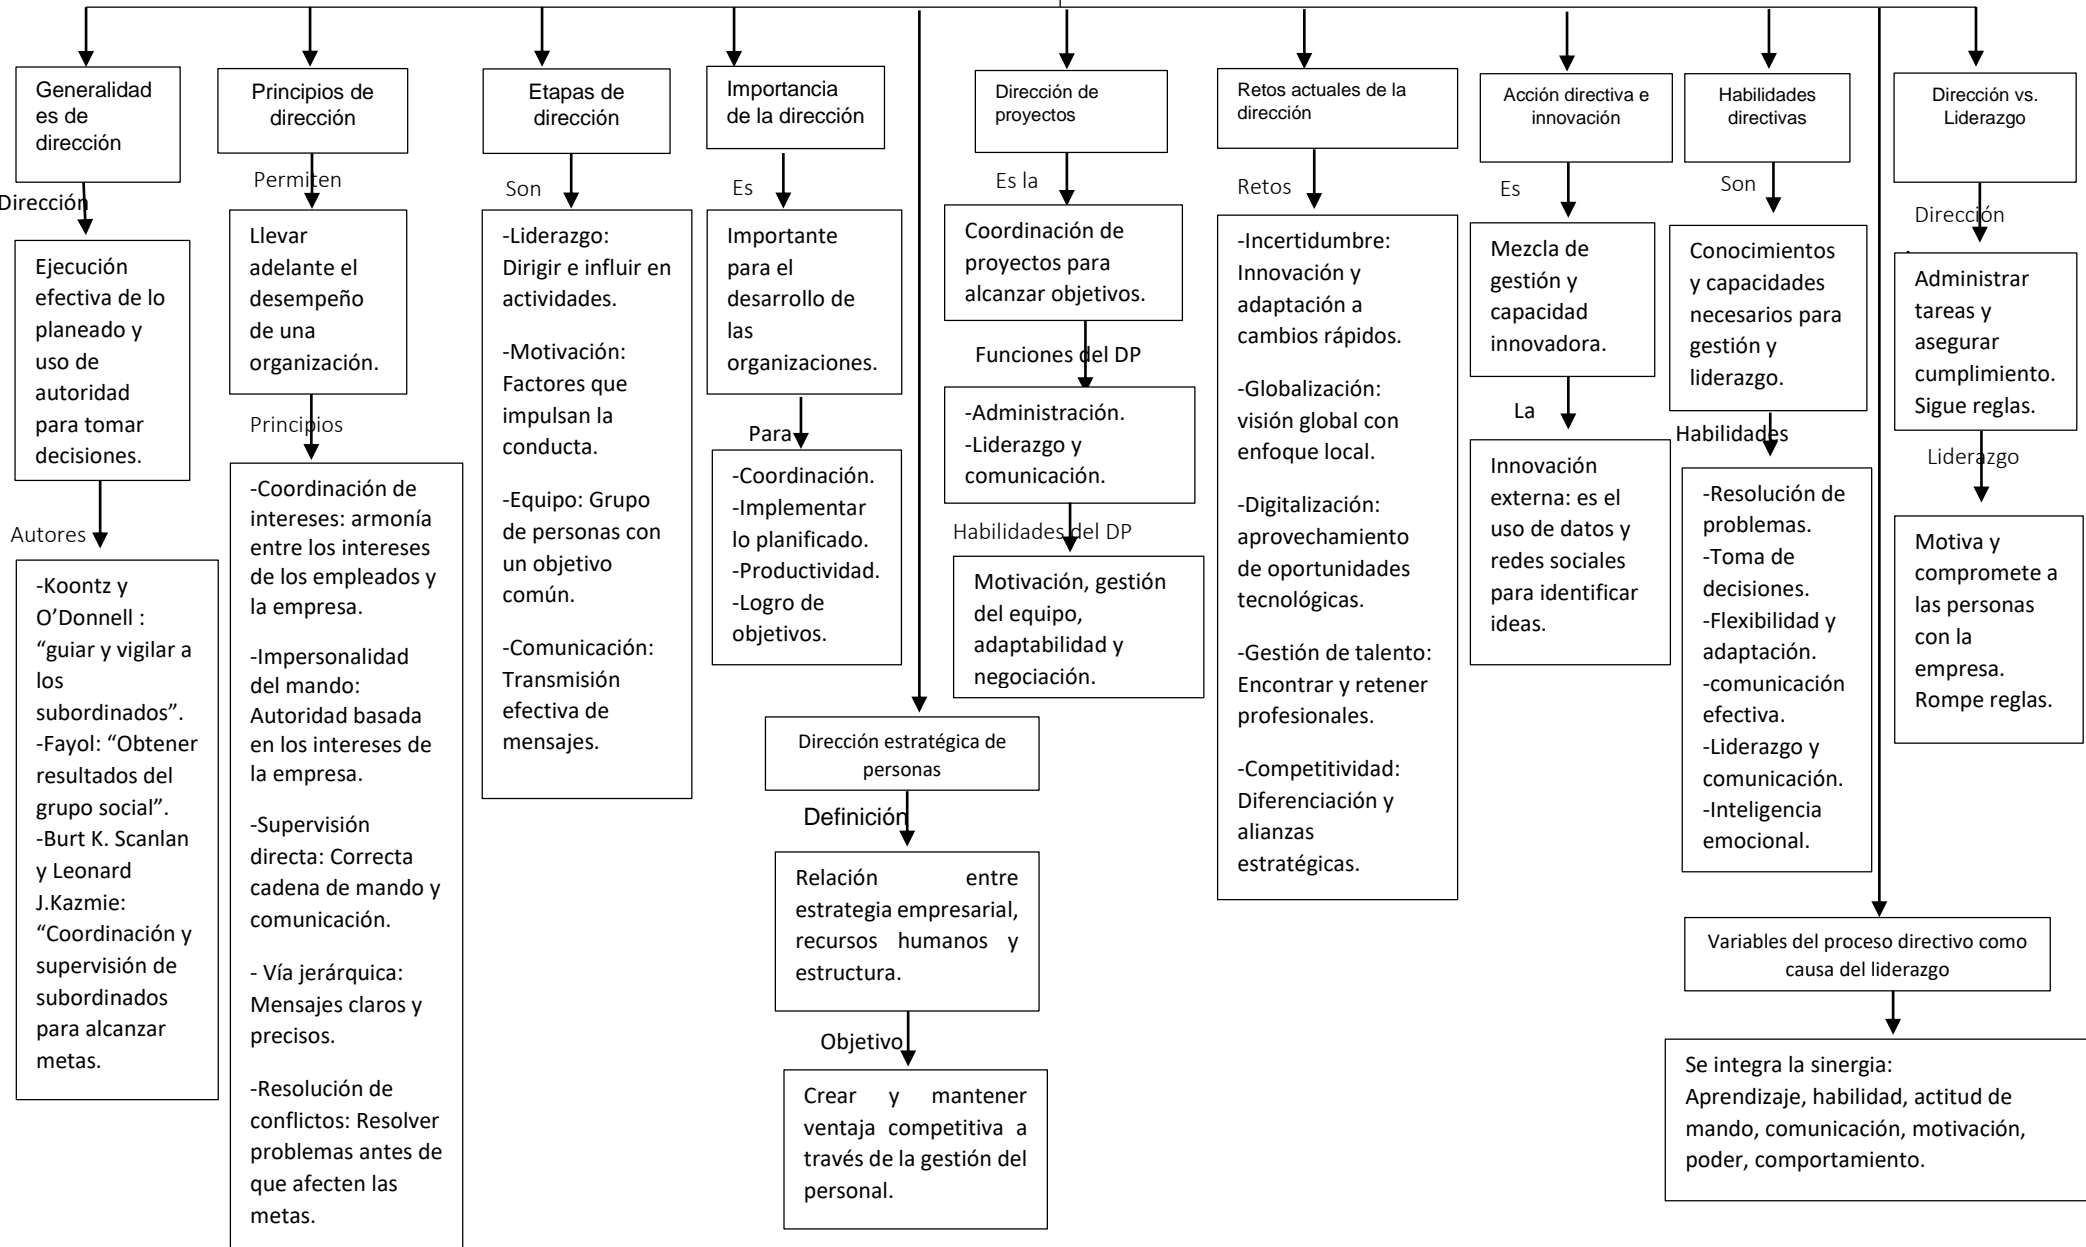 Generalidad
es de
dirección
Dirección
Ejecución
efectiva de lo
planeado y
uso de
autoridad
para tomar
decisiones.
Autores
-Koontz y
O’Donnell :
“guiar y vigilar a
los
subordinados”.
-Fayol: “Obtener
resultados del
grupo social”.
-Burt K. Scanlan
y Leonard
J.Kazmie:
“Coordinación y
supervisión de
subordinados
para alcanzar
metas.
Principios de
dirección
Permiten
Llevar
adelante el
desempeño
de una
organización.
Principios
-Coordinación de
intereses: armonía
entre los intereses
de los empleados y
la empresa.
-Impersonalidad
del mando:
Autoridad basada
en los intereses de
la empresa.
-Supervisión
directa: Correcta
cadena de mando y
comunicación.
- Vía jerárquica:
Mensajes claros y
precisos.
-Resolución de
conflictos: Resolver
problemas antes de
que afecten las
metas.
Etapas de
dirección
Son
-Liderazgo:
Dirigir e influir en
actividades.
-Motivación:
Factores que
impulsan la
conducta.
-Equipo: Grupo
de personas con
un objetivo
común.
-Comunicación:
Transmisión
efectiva de
mensajes.
Importancia
de la dirección
Es
Importante
para el
desarrollo de
las
organizaciones.
Para
-Coordinación.
-Implementar
lo planificado.
-Productividad.
-Logro de
objetivos.
Dirección estratégica de
personas
Definición
Relación entre
estrategia empresarial,
recursos humanos y
estructura.
Objetivo
Crear y mantener
ventaja competitiva a
través de la gestión del
personal.
Dirección de
proyectos
Es la
Coordinación de
proyectos para
alcanzar objetivos.
Funciones del DP
-Administración.
-Liderazgo y
comunicación.
Habilidades del DP
Motivación, gestión
del equipo,
adaptabilidad y
negociación.
Retos actuales de la
dirección
Retos
-Incertidumbre:
Innovación y
adaptación a
cambios rápidos.
-Globalización:
visión global con
enfoque local.
-Digitalización:
aprovechamiento
de oportunidades
tecnológicas.
-Gestión de talento:
Encontrar y retener
profesionales.
-Competitividad:
Diferenciación y
alianzas
estratégicas.
Acción directiva e
innovación
Es
Mezcla de
gestión y
capacidad
innovadora.
La
Innovación
externa: es el
uso de datos y
redes sociales
para identificar
ideas.
Habilidades
directivas
Son
Conocimientos
y capacidades
necesarios para
gestión y
liderazgo.
Habilidades
-Resolución de
problemas.
-Toma de
decisiones.
-Flexibilidad y
adaptación.
-comunicación
efectiva.
-Liderazgo y
comunicación.
-Inteligencia
emocional.
Dirección vs.
Liderazgo
Dirección
Administrar
tareas y
asegurar
cumplimiento.
Sigue reglas.
Liderazgo
Motiva y
compromete a
las personas
con la
empresa.
Rompe reglas.
Variables del proceso directivo como
causa del liderazgo
Se integra la sinergia:
Aprendizaje, habilidad, actitud de
mando, comunicación, motivación,
poder, comportamiento.